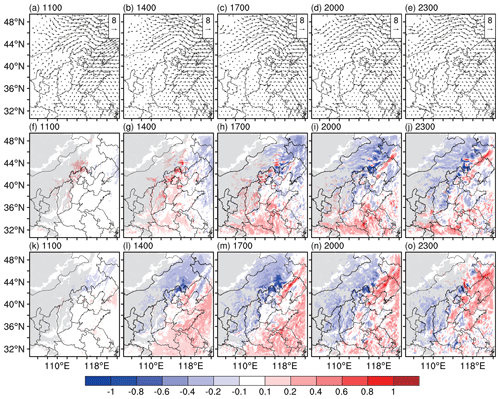 (a) 1100 (b) 1400 (c) 1700 (d) 2000 (e) 2300
8 8 8 8 8
48°N
44°N
40°N
36°N
32°N
(f) 1100 (g) 1400 (h) 1700 (i) 2000 (j) 2300
48°N
44°N
40°N
36°N
32°N
(k) 1100 (l) 1400 (m) 1700 (n) 2000 (o) 2300
48°N
44°N
40°N
36°N
32°N
110°E 118°E 110°E 118°E 110°E 118°E 110°E 118°E 110°E 118°E
-1 -0.8 -0.6 -0.4 -0.2 -0.1 0.1 0.2 0.4 0.6 0.8 1